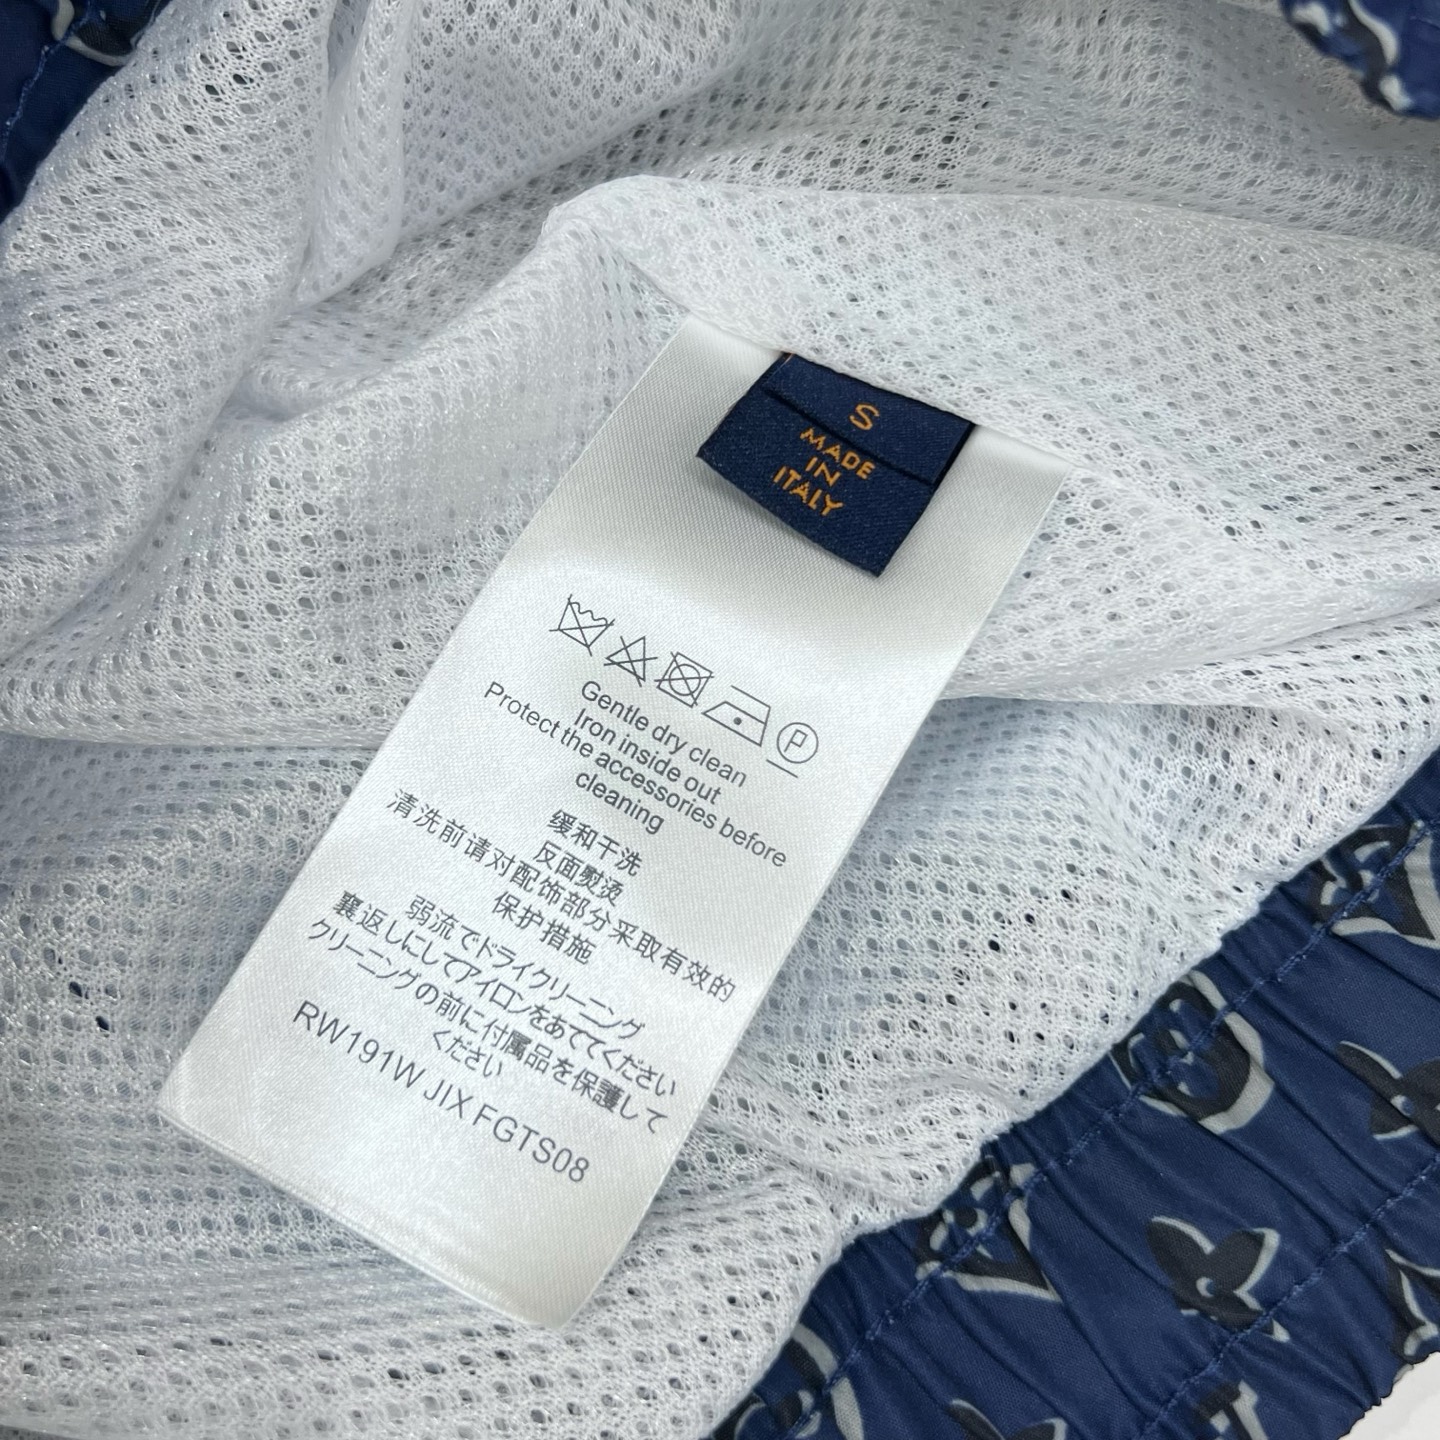 S
MADE
IN
ITALY
P
Gentle dry clean
Iron inside out
Protect the accessories before
cleaning
缓和干洗
反面熨烫
清洗前请对配饰部分采取有效的
保护措施
弱流でドライクリーニング
裏返しにしてアイロンをあててください
クリーニングの前に付属品を保護して
ください
RW191W JIX FGTS08